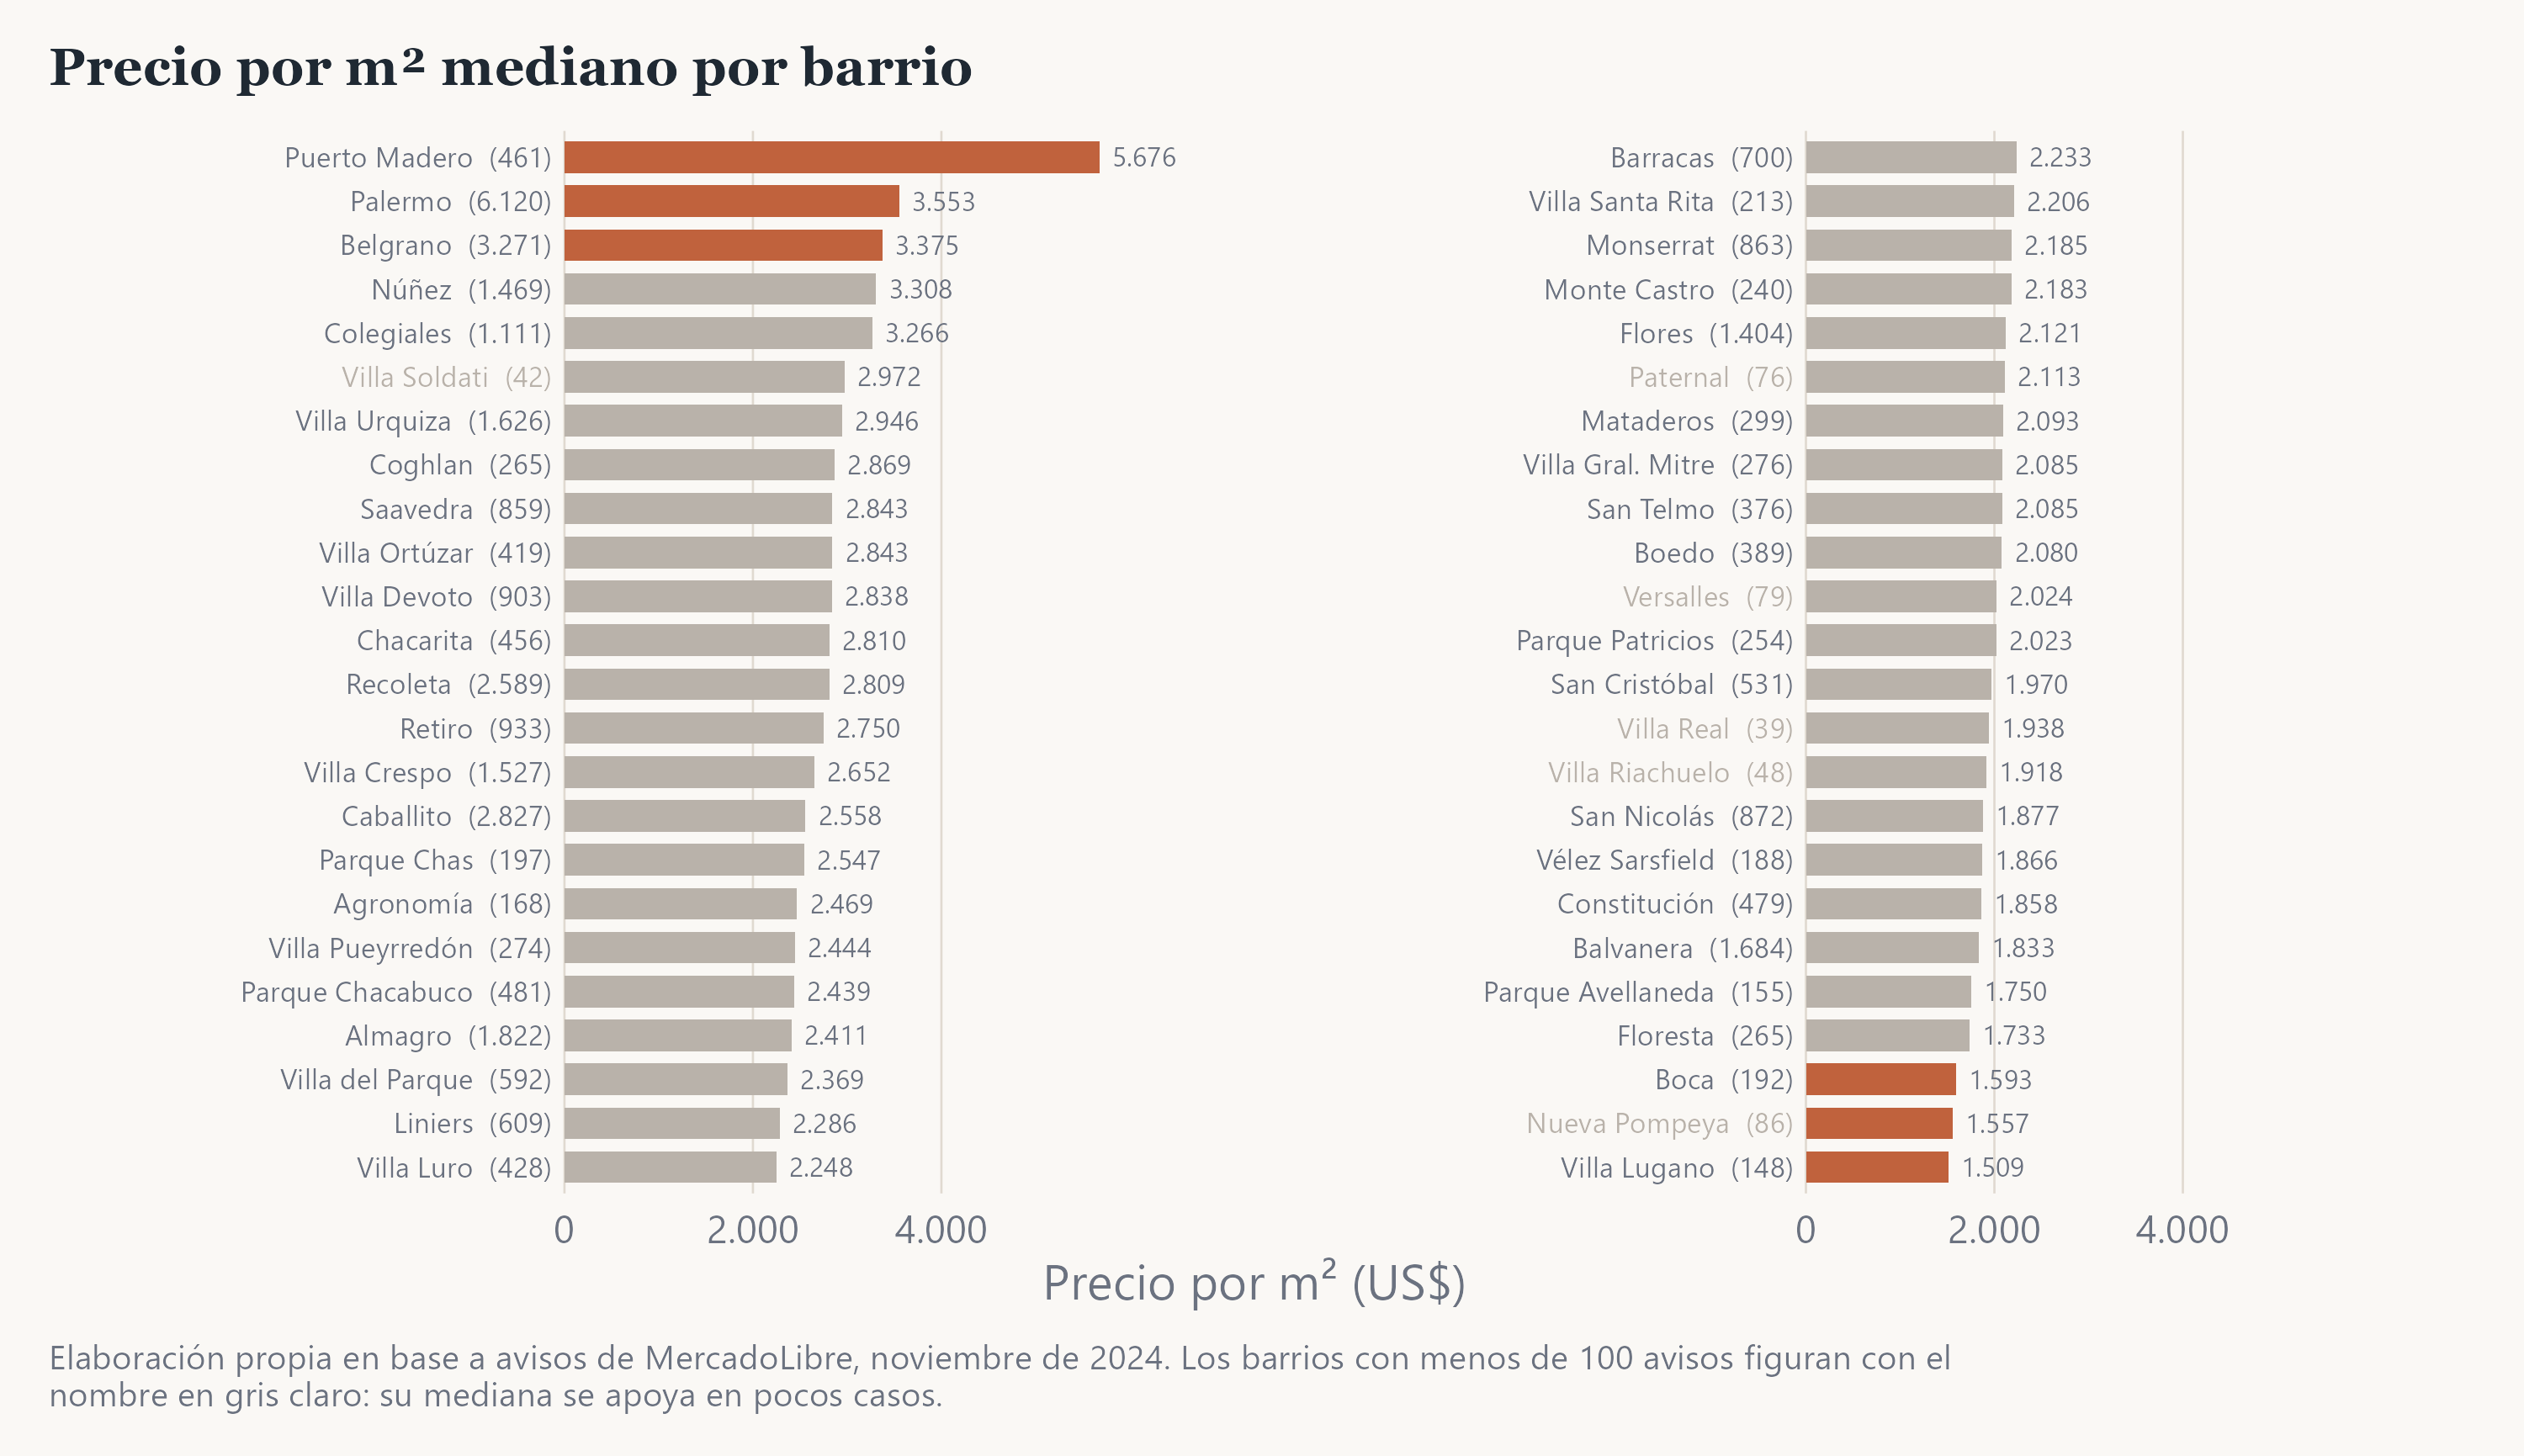 Precio por m² mediano por barrio
Puerto Madero (461) 5.676
Palermo (6.120) 3.553
Belgrano (3.271) 3.375
Núñez (1.469) 3.308
Colegiales (1.111) 3.266
Villa Soldati (42) 2.972
Villa Urquiza (1.626) 2.946
Coghlan (265) 2.869
Saavedra (859) 2.843
Villa Ortúzar (419) 2.843
Villa Devoto (903) 2.838
Chacarita (456) 2.810
Recoleta (2.589) 2.809
Retiro (933) 2.750
Villa Crespo (1.527) 2.652
Caballito (2.827) 2.558
Parque Chas (197) 2.547
Agronomía (168) 2.469
Villa Pueyrredón (274) 2.444
Parque Chacabuco (481) 2.439
Almagro (1.822) 2.411
Villa del Parque (592) 2.369
Liniers (609) 2.286
Villa Luro (428) 2.248
0 2.000 4.000
Barracas (700) 2.233
Villa Santa Rita (213) 2.206
Monserrat (863) 2.185
Monte Castro (240) 2.183
Flores (1.404) 2.121
Paternal (76) 2.113
Mataderos (299) 2.093
Villa Gral. Mitre (276) 2.085
San Telmo (376) 2.085
Boedo (389) 2.080
Versalles (79) 2.024
Parque Patricios (254) 2.023
San Cristóbal (531) 1.970
Villa Real (39) 1.938
Villa Riachuelo (48) 1.918
San Nicolás (872) 1.877
Vélez Sarsfield (188) 1.866
Constitución (479) 1.858
Balvanera (1.684) 1.833
Parque Avellaneda (155) 1.750
Floresta (265) 1.733
Boca (192) 1.593
Nueva Pompeya (86) 1.557
Villa Lugano (148) 1.509
0 2.000 4.000
Precio por m² (US$)
Elaboración propia en base a avisos de MercadoLibre, noviembre de 2024. Los barrios con menos de 100 avisos figuran con el
nombre en gris claro: su mediana se apoya en pocos casos.